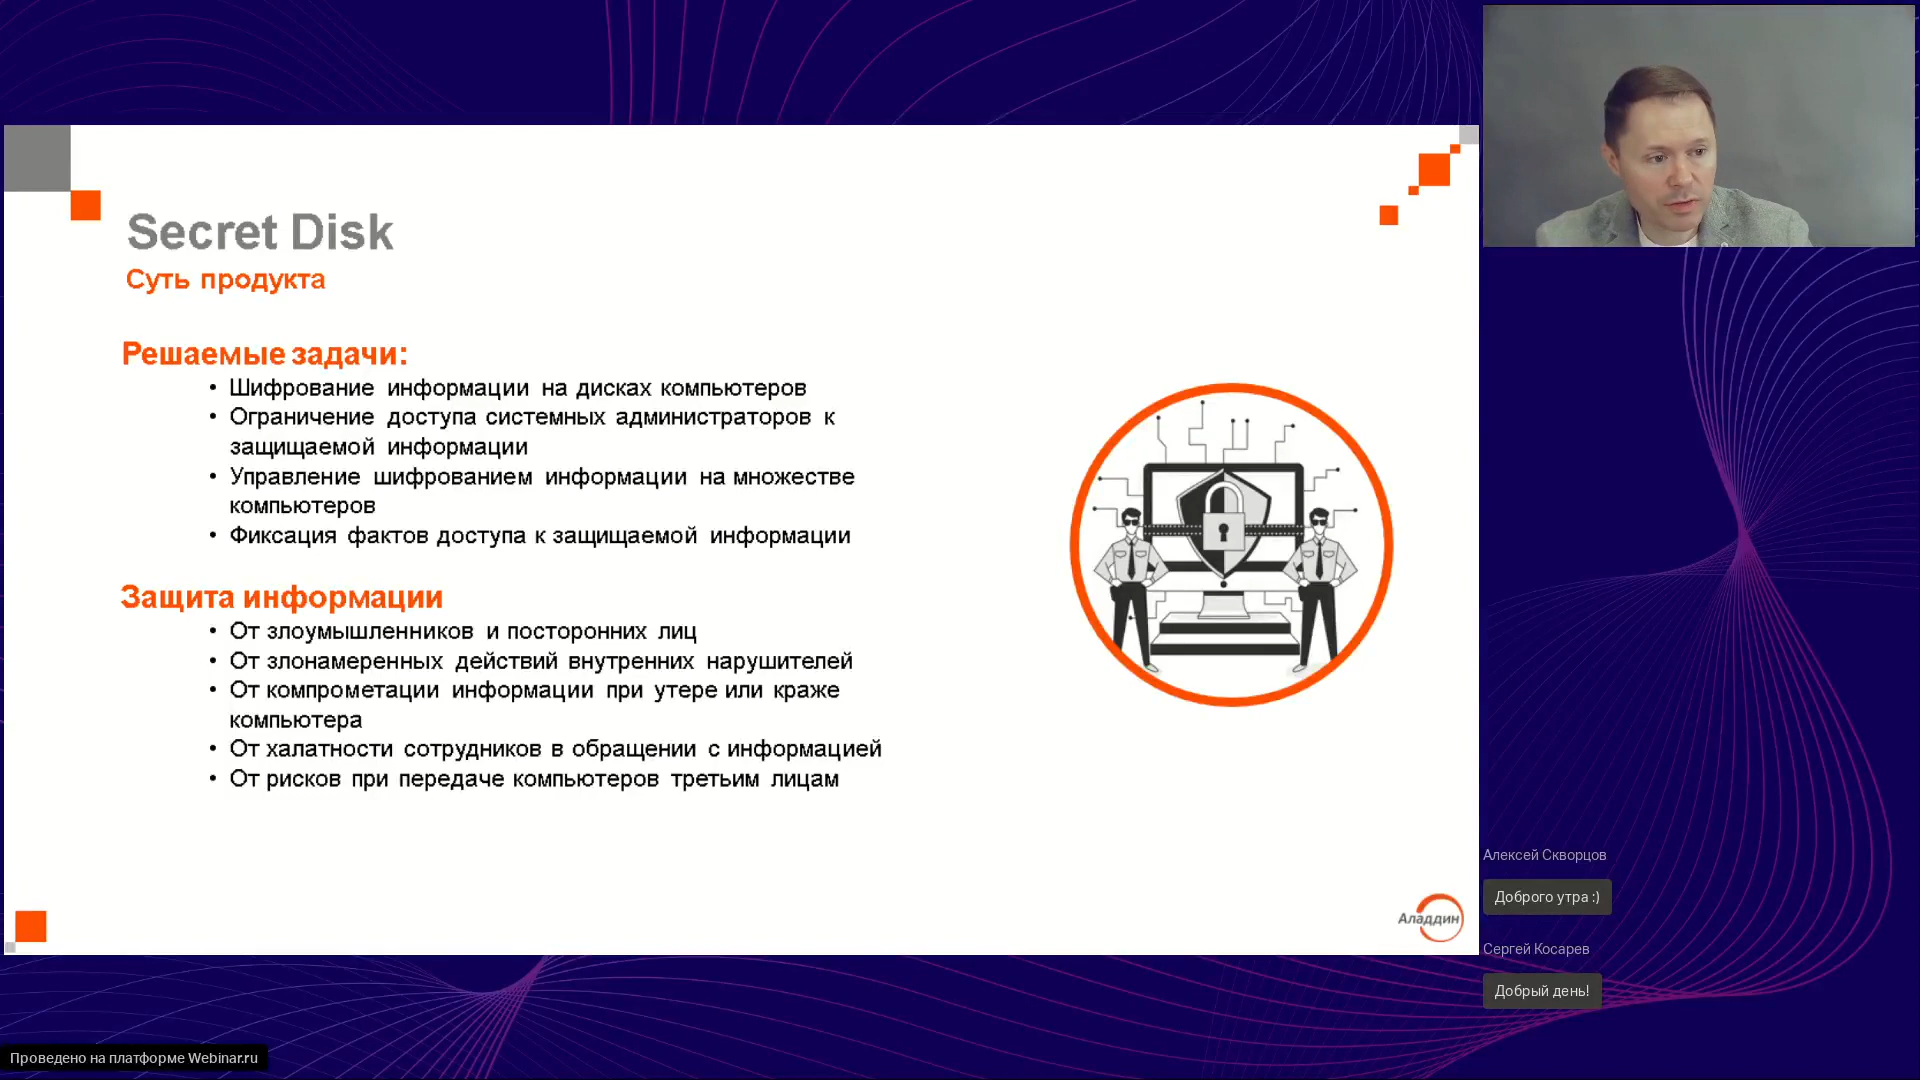 Secret Disk
Суть продукта
Решаемые задачи:
• Шифрование информации на дисках компьютеров
• Ограничение доступа системных администраторов к
защищаемой информации
• Управление шифрованием информации на множестве
компьютеров
• Фиксация фактов доступа к защищаемой информации
Защита информации
• От злоумышленников и посторонних лиц
• От злонамеренных действий внутренних нарушителей
• От компрометации информации при утере или краже
компьютера
• От халатности сотрудников в обращении с информацией
• От рисков при передаче компьютеров третьим лицам
Аладдин
Алексей Скворцов
Доброго утра :)
Сергей Косарев
Добрый день!
Проведено на платформе Webinar.ru